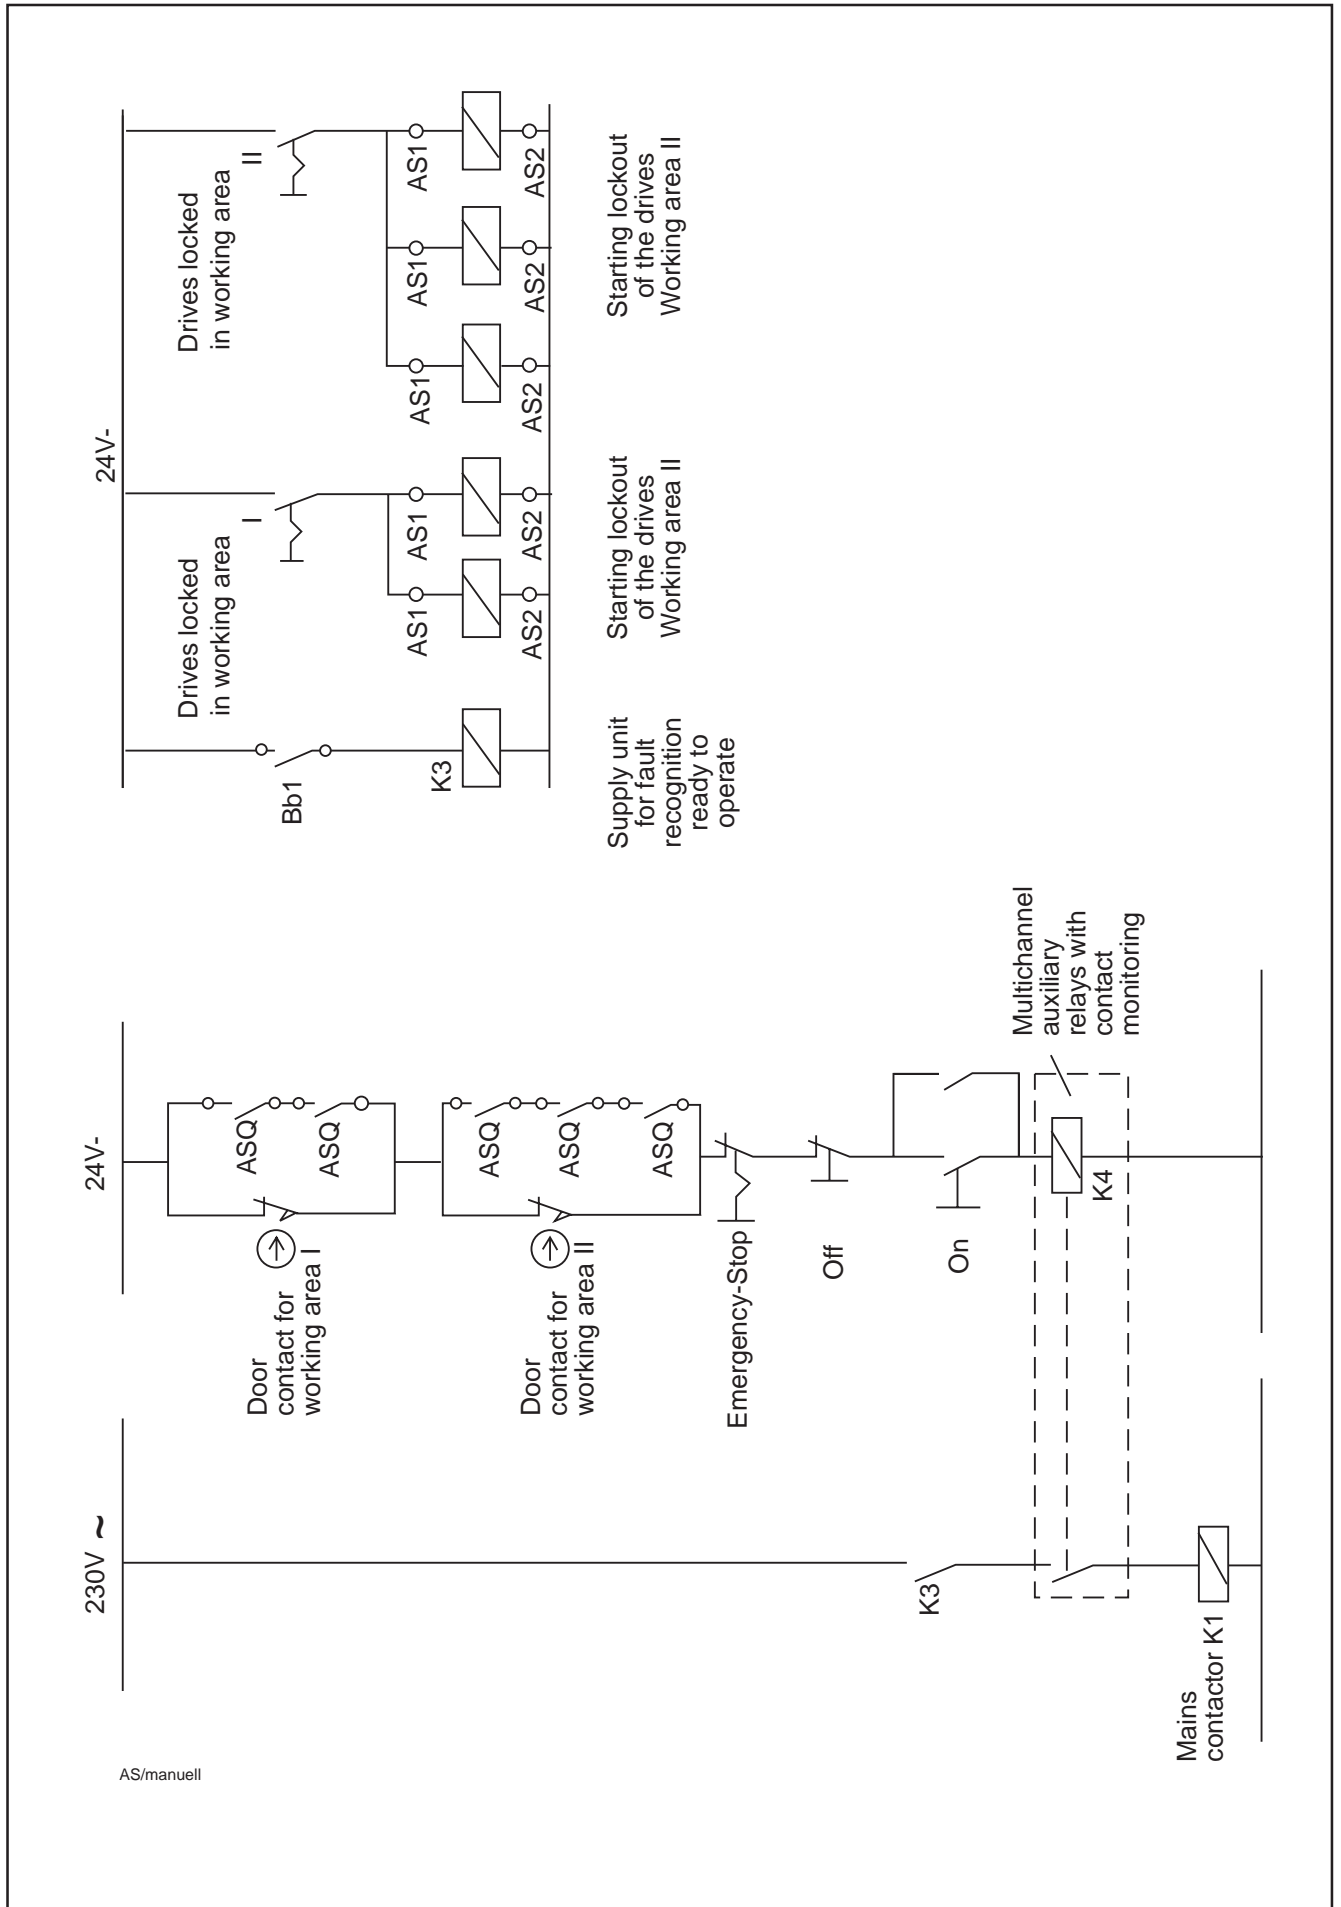 24V-
Drives locked
in working area
I
Drives locked
in working area
II
Bb1
K3
AS1
AS2
AS1
AS2
AS1
AS2
AS1
AS2
AS1
AS2
Supply unit
for fault
recognition
ready to
operate
Starting lockout
of the drives
Working area II
Starting lockout
of the drives
Working area II
230V ~
24V-
Door
contact for
working area I
ASQ
ASQ
Door
contact for
working area II
ASQ
ASQ
ASQ
Emergency-Stop
Off
On
K3
K4
Multichannel
auxiliary
relays with
contact
monitoring
Mains
contactor K1
AS/manuell